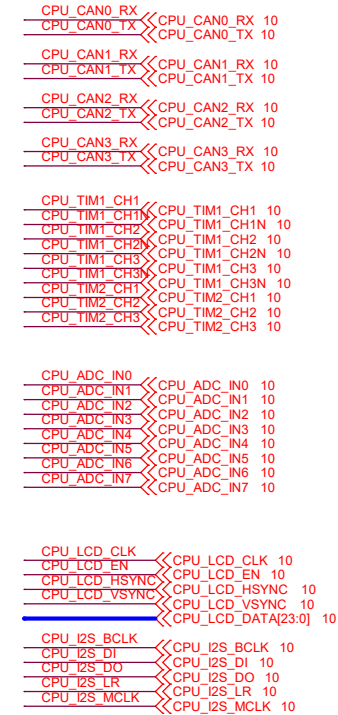 CPU_CAN0_RX CPU_CAN0_RX 10
CPU_CAN0_TX CPU_CAN0_TX 10
CPU_CAN1_RX CPU_CAN1_RX 10
CPU_CAN1_TX CPU_CAN1_TX 10
CPU_CAN2_RX CPU_CAN2_RX 10
CPU_CAN2_TX CPU_CAN2_TX 10
CPU_CAN3_RX CPU_CAN3_RX 10
CPU_CAN3_TX CPU_CAN3_TX 10
CPU_TIM1_CH1 CPU_TIM1_CH1 10
CPU_TIM1_CH1N CPU_TIM1_CH1N 10
CPU_TIM1_CH2 CPU_TIM1_CH2 10
CPU_TIM1_CH2N CPU_TIM1_CH2N 10
CPU_TIM1_CH3 CPU_TIM1_CH3 10
CPU_TIM1_CH3N CPU_TIM1_CH3N 10
CPU_TIM2_CH1 CPU_TIM2_CH1 10
CPU_TIM2_CH2 CPU_TIM2_CH2 10
CPU_TIM2_CH3 CPU_TIM2_CH3 10
CPU_ADC_IN0 CPU_ADC_IN0 10
CPU_ADC_IN1 CPU_ADC_IN1 10
CPU_ADC_IN2 CPU_ADC_IN2 10
CPU_ADC_IN3 CPU_ADC_IN3 10
CPU_ADC_IN4 CPU_ADC_IN4 10
CPU_ADC_IN5 CPU_ADC_IN5 10
CPU_ADC_IN6 CPU_ADC_IN6 10
CPU_ADC_IN7 CPU_ADC_IN7 10
CPU_LCD_CLK CPU_LCD_CLK 10
CPU_LCD_EN CPU_LCD_EN 10
CPU_LCD_HSYNC CPU_LCD_HSYNC 10
CPU_LCD_VSYNC CPU_LCD_VSYNC 10
CPU_LCD_DATA[23:0] 10
CPU_I2S_BCLK CPU_I2S_BCLK 10
CPU_I2S_DI CPU_I2S_DI 10
CPU_I2S_DO CPU_I2S_DO 10
CPU_I2S_LR CPU_I2S_LR 10
CPU_I2S_MCLK CPU_I2S_MCLK 10